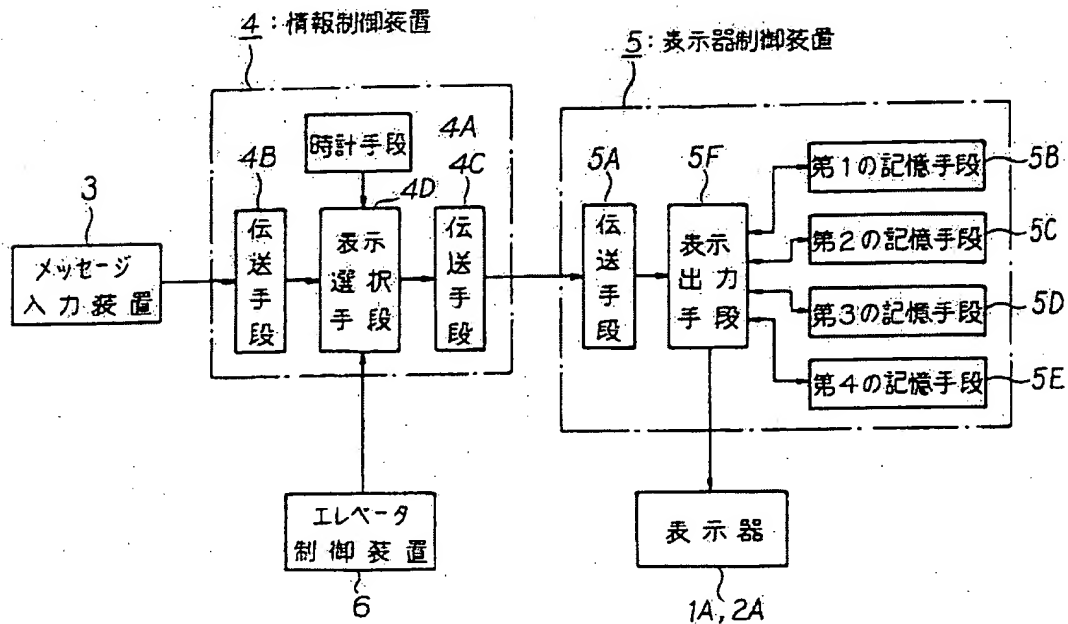 4:情報制御装置
5:表示器制御装置
3
メッセージ
入力装置
4B
伝送手段
時計手段
4A
4D
表示
選択
手段
4C
伝送手段
5A
伝送手段
5F
表示
出力
手段
第1の記憶手段
5B
第2の記憶手段
5C
第3の記憶手段
5D
第4の記憶手段
5E
エレベータ
制御装置
6
表示器
1A,2A